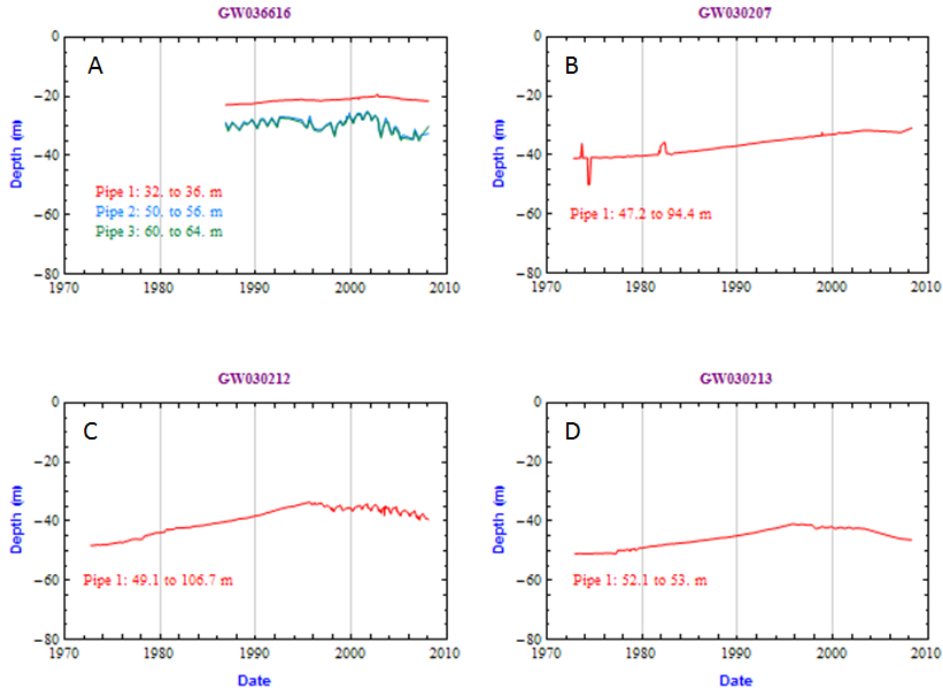 GW036616
A
0
−20
−40
−60
−80
Depth (m)
Pipe 1: 32. to 36. m
Pipe 2: 50. to 56. m
Pipe 3: 60. to 64. m
1970 1980 1990 2000 2010
GW030207
B
0
−20
−40
−60
−80
Depth (m)
Pipe 1: 47.2 to 94.4 m
1970 1980 1990 2000 2010
GW030212
C
0
−20
−40
−60
−80
Depth (m)
Pipe 1: 49.1 to 106.7 m
1970 1980 1990 2000 2010
Date
GW030213
D
0
−20
−40
−60
−80
Depth (m)
Pipe 1: 52.1 to 53. m
1970 1980 1990 2000 2010
Date